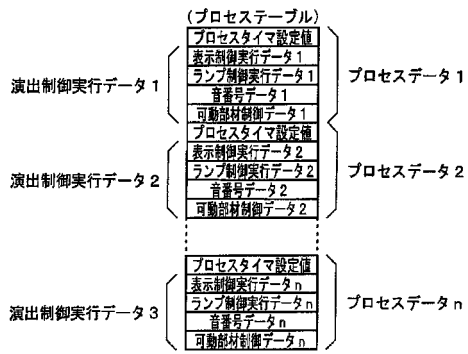 (プロセステーブル)
プロセスタイマ設定値
表示制御実行データ1
ランプ制御実行データ1
音番号データ1
可動部材制御データ1
演出制御実行データ1
プロセスデータ1
プロセスタイマ設定値
表示制御実行データ2
ランプ制御実行データ2
音番号データ2
可動部材制御データ2
演出制御実行データ2
プロセスデータ2
プロセスタイマ設定値
表示制御実行データn
ランプ制御実行データn
音番号データn
可動部材制御データn
演出制御実行データ3
プロセスデータn